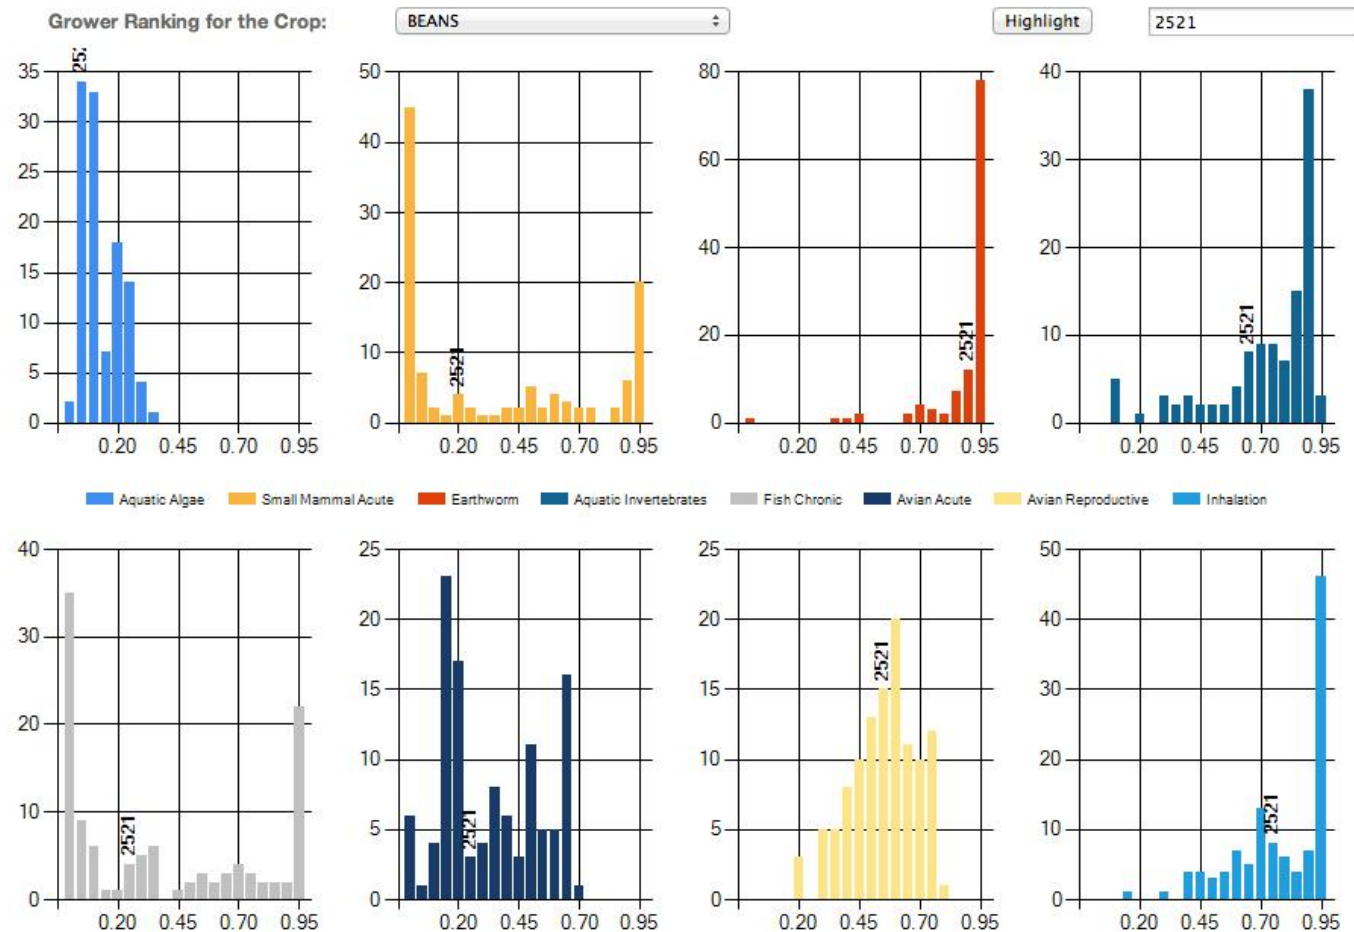 Grower Ranking for the Crop: BEANS Highlight 2521
35 30 25 20 15 10 5 0
0.20 0.45 0.70 0.95
50 40 30 20 10 0
2521
0.20 0.45 0.70 0.95
80 60 40 20 0
2521
0.20 0.45 0.70 0.95
40 30 20 10 0
2521
0.20 0.45 0.70 0.95
Aquatic Algae Small Mammal Acute Earthworm Aquatic Invertebrates Fish Chronic Avian Acute Avian Reproductive Inhalation
40 30 20 10 0
2521
0.20 0.45 0.70 0.95
25 20 15 10 5 0
2521
0.20 0.45 0.70 0.95
25 20 15 10 5 0
2521
0.20 0.45 0.70 0.95
50 40 30 20 10 0
2521
0.20 0.45 0.70 0.95